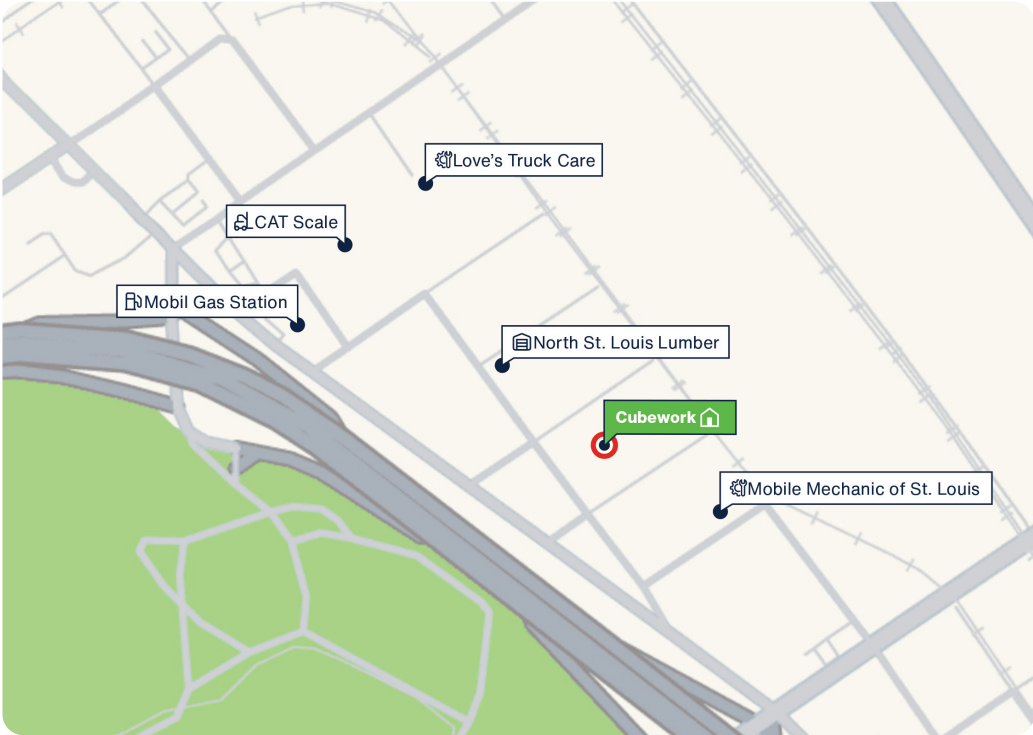 Love's Truck Care
CAT Scale
Mobil Gas Station
North St. Louis Lumber
Cubework
Mobile Mechanic of St. Louis